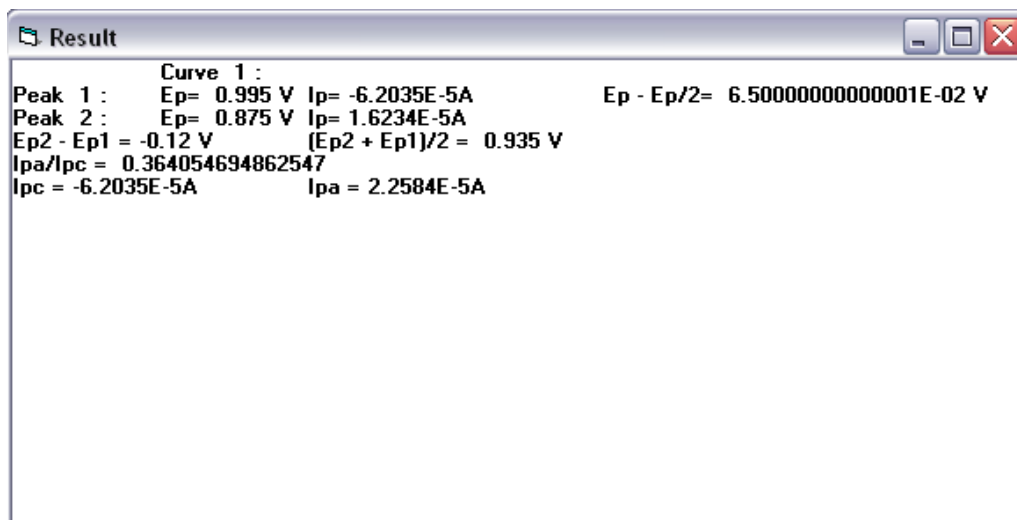 Result
Curve 1 :
Peak 1 : Ep= 0.995 V Ip= -6.2035E-5A Ep - Ep/2= 6.50000000000001E-02 V
Peak 2 : Ep= 0.875 V Ip= 1.6234E-5A
Ep2 - Ep1 = -0.12 V (Ep2 + Ep1)/2 = 0.935 V
Ipa/Ipc = 0.364054694862547
Ipc = -6.2035E-5A Ipa = 2.2584E-5A